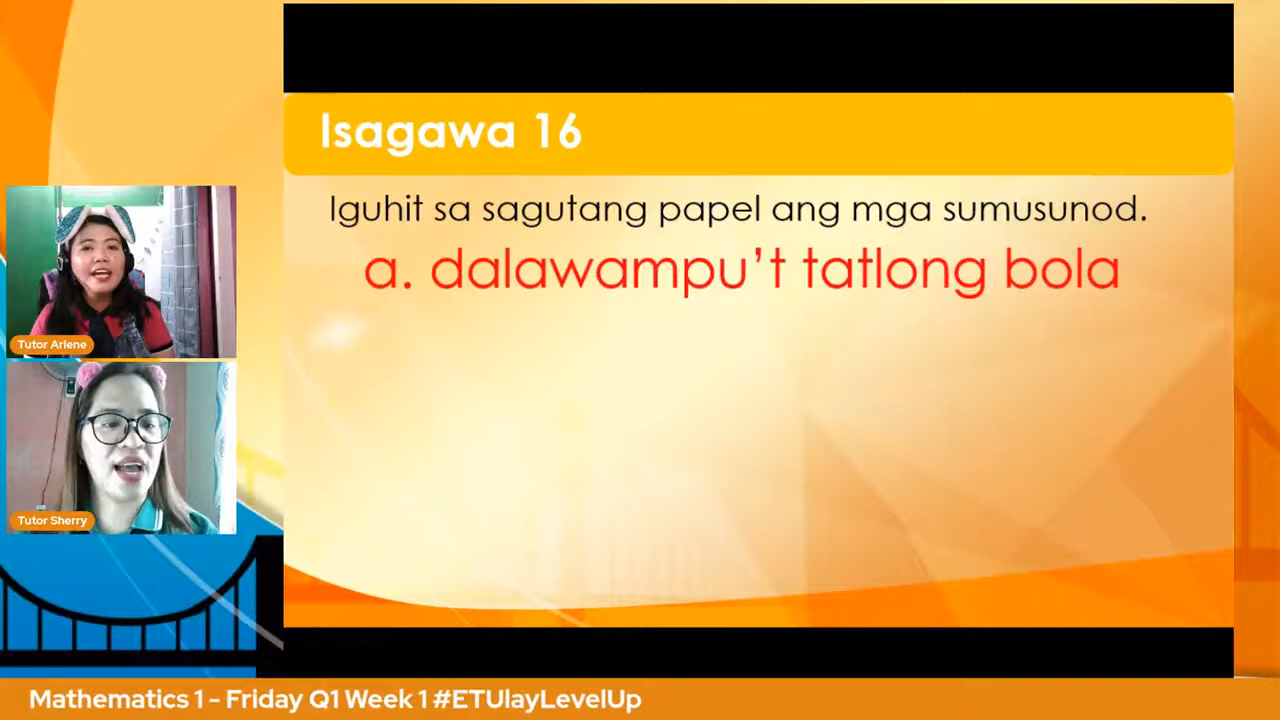 Isagawa 16
Iguhit sa sagutang papel ang mga sumusunod.
a. dalawampu’t tatlong bola
Tutor Arlene
Tutor Sherry
Mathematics 1 - Friday Q1 Week 1 #ETUlayLevelUp